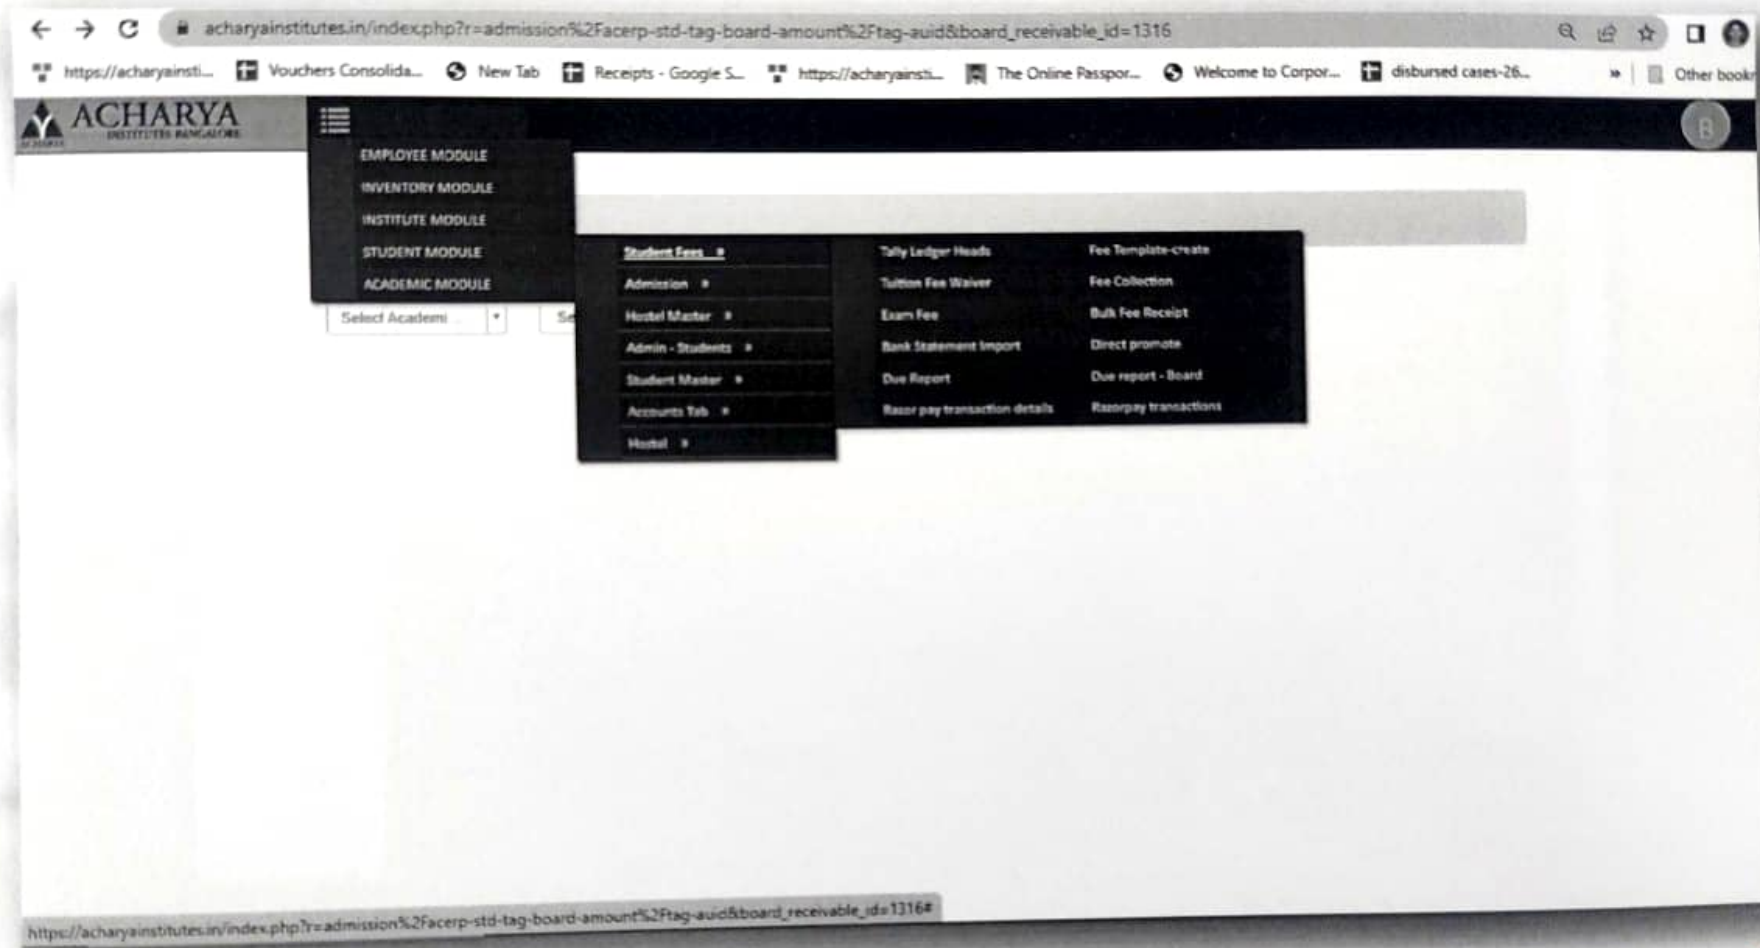 acharyainstitutes.in/index.php?r=admission%2Facerp-std-tag-board-amount%2Ftag-auid&board_receivable_id=1316
https://acharyainsti... Vouchers Consolida... New Tab Receipts - Google S... https://acharyainsti... The Online Passpor... Welcome to Corpor... disbursed cases-26... » Other bookr
ACHARYA
INSTITUTES BANGALORE
ACHARYA
B
EMPLOYEE MODULE
INVENTORY MODULE
INSTITUTE MODULE
STUDENT MODULE
ACADEMIC MODULE
Select Academi... Se
Student Fees »
Admission »
Hostel Master »
Admin - Students »
Student Master »
Accounts Tab »
Hostel »
Tally Ledger Heads Fee Template-create
Tuition Fee Waiver Fee Collection
Exam Fee Bulk Fee Receipt
Bank Statement Import Direct promote
Due Report Due report - Board
Razor pay transaction details Razorpay transactions
https://acharyainstitutes.in/index.php?r=admission%2Facerp-std-tag-board-amount%2Ftag-auid&board_receivable_id=1316#